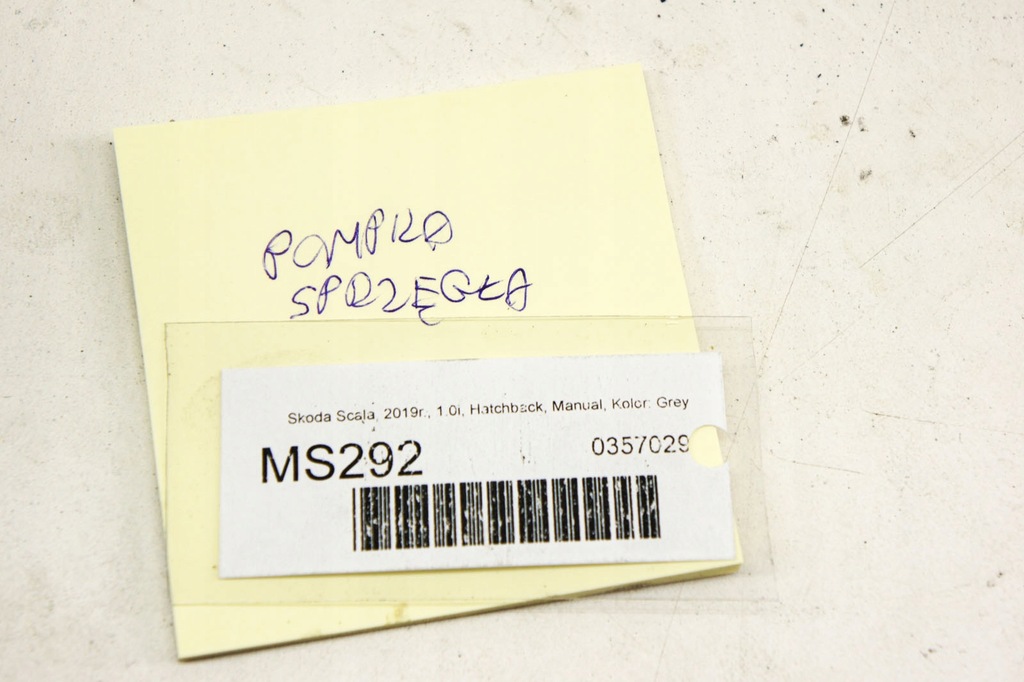 POMPKA
SPRZĘGŁA
Skoda Scala, 2019r., 1.0i, Hatchback, Manual, Kolor: Grey
MS292
0357029